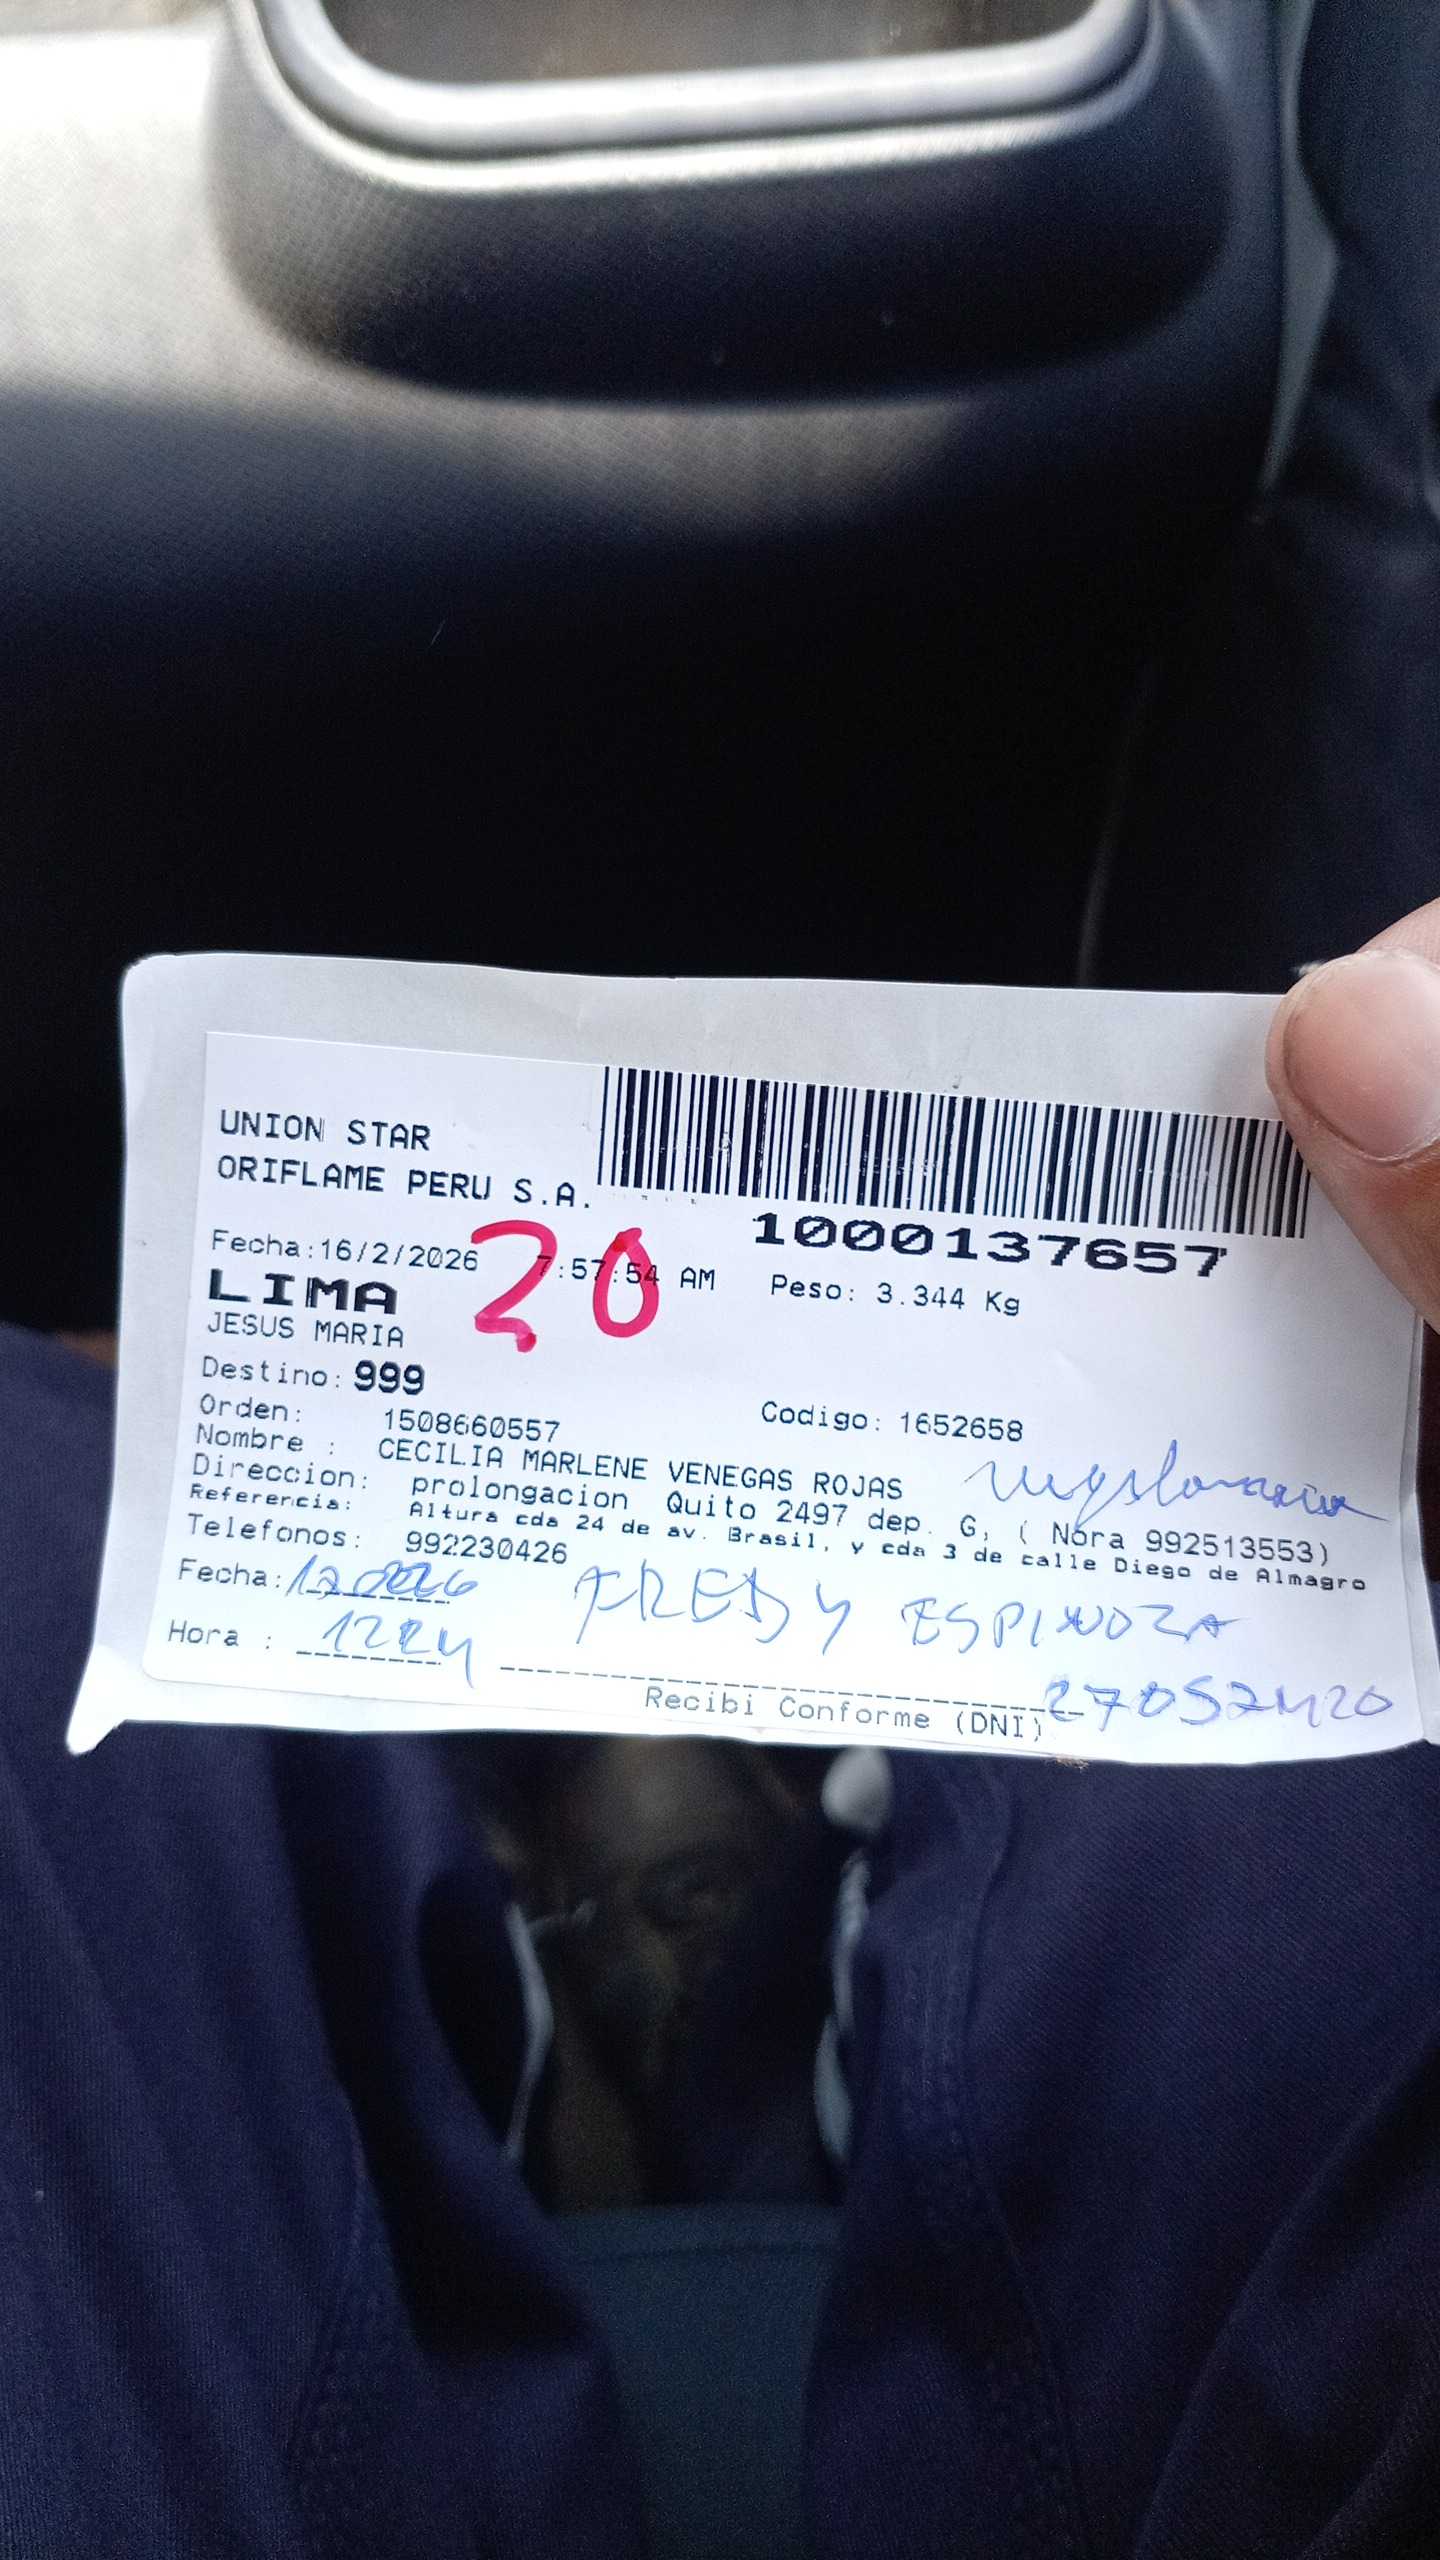 UNION STAR
ORIFLAME PERU S.A.
1000137657
Fecha:16/2/2026 7:57:54 AM Peso: 3.344 Kg
20
LIMA
JESUS MARIA
Destino: 999
Orden: 1508660557 Codigo: 1652658
Nombre : CECILIA MARLENE VENEGAS ROJAS
Direccion: prolongacion Quito 2497 dep. G, ( Nora 992513553)
Referencia: Altura cda 24 de av. Brasil, y cda 3 de calle Diego de Almagro
Telefonos: 992230426
Fecha:
FREDY ESPINOZA
Hora : 1224
Recibi Conforme (DNI) 27052420